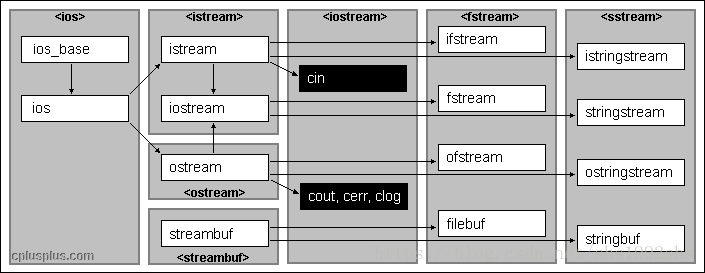 <ios>
ios_base
ios
cplusplus.com
<istream>
istream
iostream
ostream
<ostream>
streambuf
<streambuf>
<iostream>
cin
cout, cerr, clog
<fstream>
ifstream
fstream
ofstream
filebuf
<sstream>
istringstream
stringstream
ostringstream
stringbuf